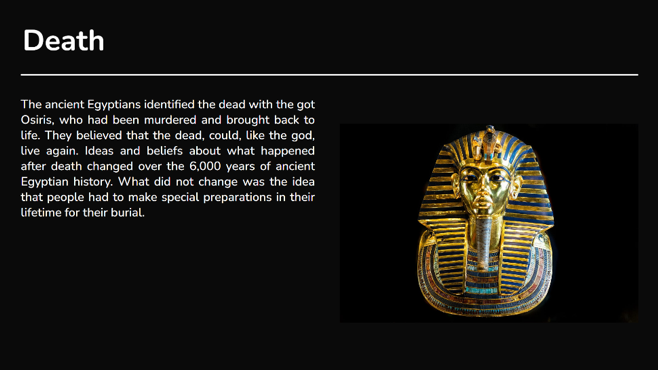 Death
The ancient Egyptians identified the dead with the got
Osiris, who had been murdered and brought back to
life. They believed that the dead, could, like the god,
live again. Ideas and beliefs about what happened
after death changed over the 6,000 years of ancient
Egyptian history. What did not change was the idea
that people had to make special preparations in their
lifetime for their burial.